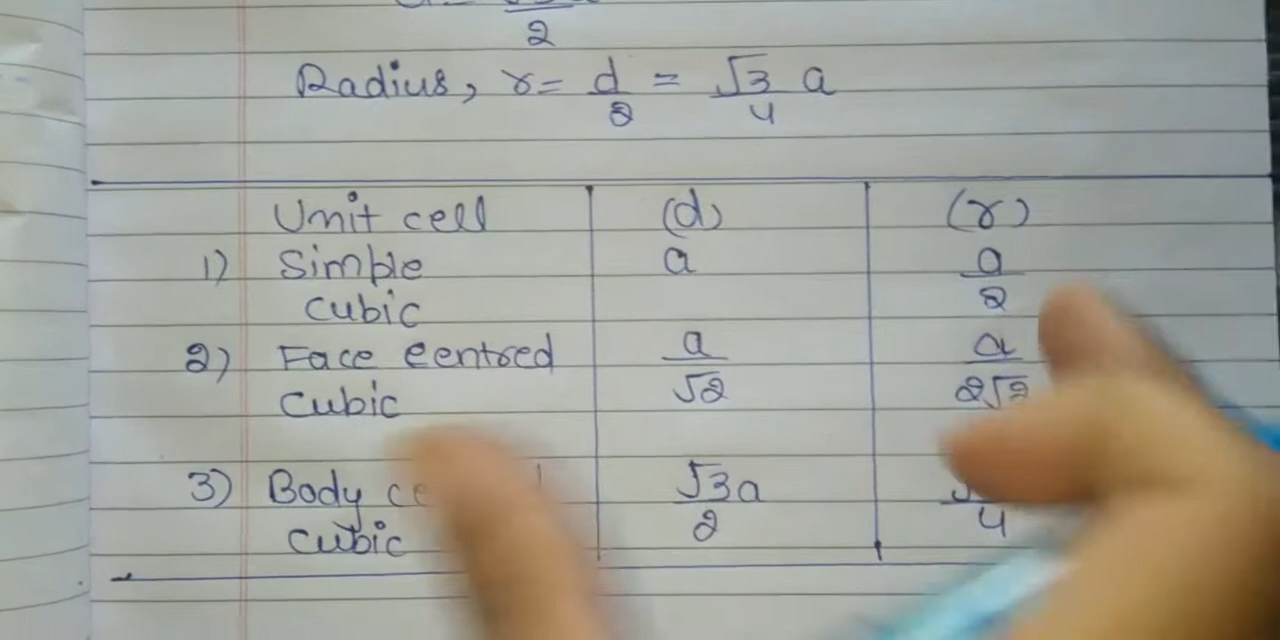 2
Radius, r = d/2 = √3/4 a
Unit cell (d) (r)
1) Simple a a/2
cubic
2) Face centred a/√2 a/2√2
cubic
3) Body √3a/2 4
cubic